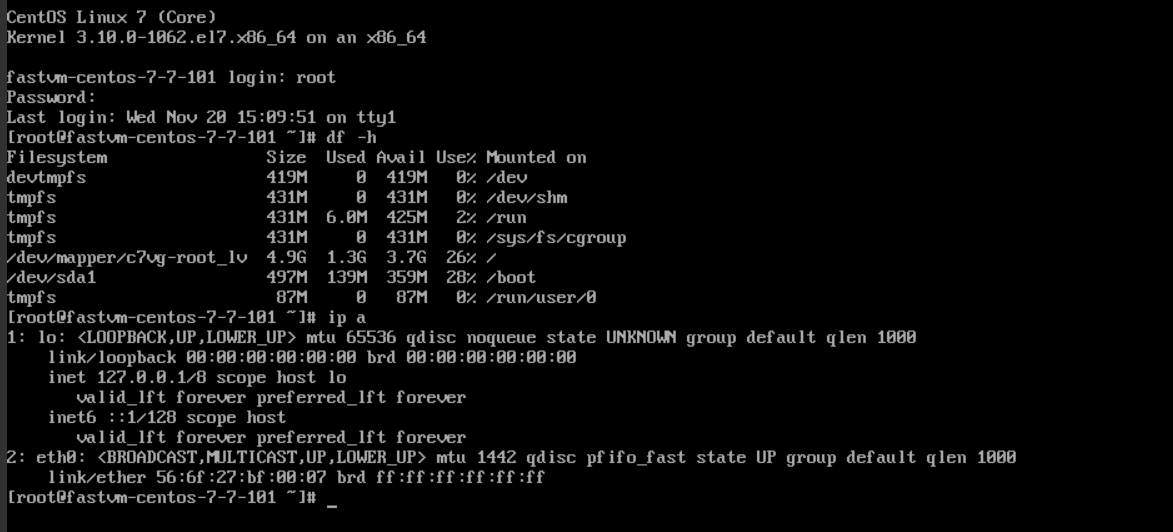 CentOS Linux 7 (Core)
Kernel 3.10.0-1062.el7.x86_64 on an x86_64
fastvm-centos-7-7-101 login: root
Password:
Last login: Wed Nov 20 15:09:51 on tty1
[root@fastvm-centos-7-7-101 ~]# df -h
Filesystem Size Used Avail Use% Mounted on
devtmpfs 419M 0 419M 0% /dev
tmpfs 431M 0 431M 0% /dev/shm
tmpfs 431M 6.0M 425M 2% /run
tmpfs 431M 0 431M 0% /sys/fs/cgroup
/dev/mapper/c7vg-root_lv 4.9G 1.3G 3.7G 26% /
/dev/sda1 497M 139M 359M 28% /boot
tmpfs 87M 0 87M 0% /run/user/0
[root@fastvm-centos-7-7-101 ~]# ip a
1: lo: <LOOPBACK,UP,LOWER_UP> mtu 65536 qdisc noqueue state UNKNOWN group default qlen 1000
link/loopback 00:00:00:00:00:00 brd 00:00:00:00:00:00
inet 127.0.0.1/8 scope host lo
valid_lft forever preferred_lft forever
inet6 ::1/128 scope host
valid_lft forever preferred_lft forever
2: eth0: <BROADCAST,MULTICAST,UP,LOWER_UP> mtu 1442 qdisc pfifo_fast state UP group default qlen 1000
link/ether 56:6f:27:bf:00:07 brd ff:ff:ff:ff:ff:ff
[root@fastvm-centos-7-7-101 ~]# _